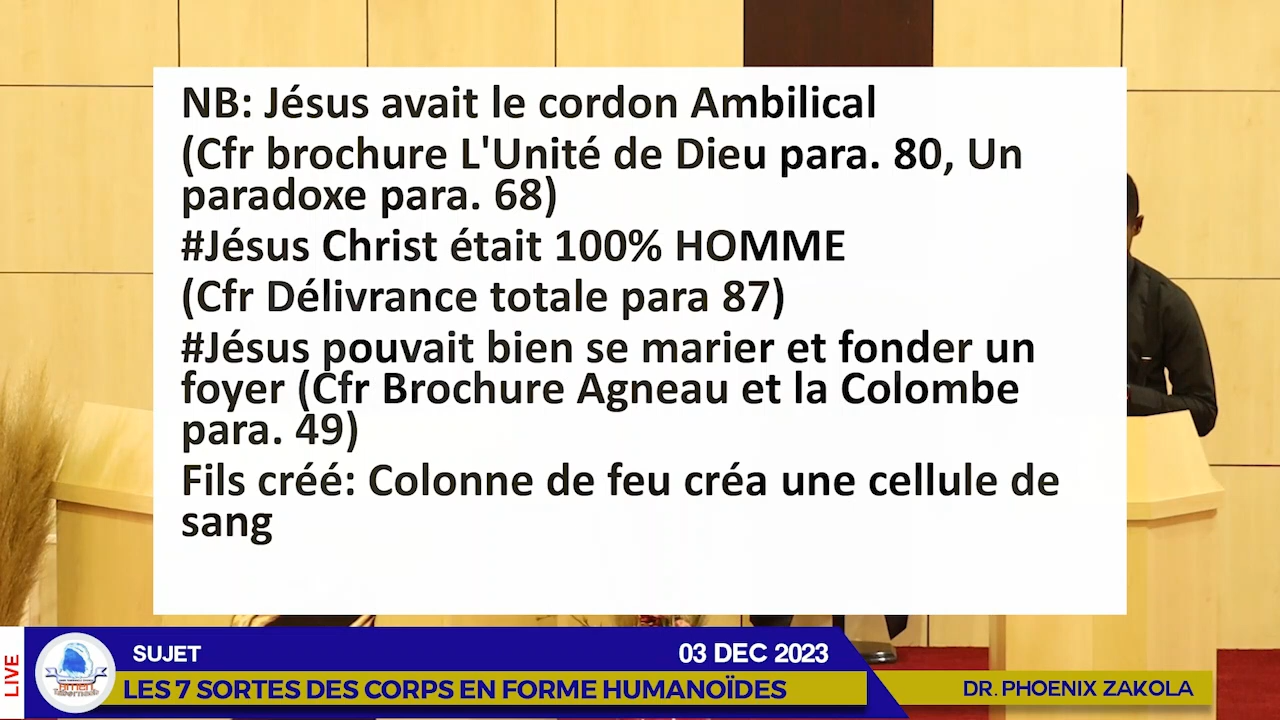 NB: Jésus avait le cordon Ambilical
(Cfr brochure L'Unité de Dieu para. 80, Un
paradoxe para. 68)
#Jésus Christ était 100% HOMME
(Cfr Délivrance totale para 87)
#Jésus pouvait bien se marier et fonder un
foyer (Cfr Brochure Agneau et la Colombe
para. 49)
Fils créé: Colonne de feu créa une cellule de
sang
LIVE
SUJET
03 DEC 2023
LES 7 SORTES DES CORPS EN FORME HUMANOÏDES
DR. PHOENIX ZAKOLA